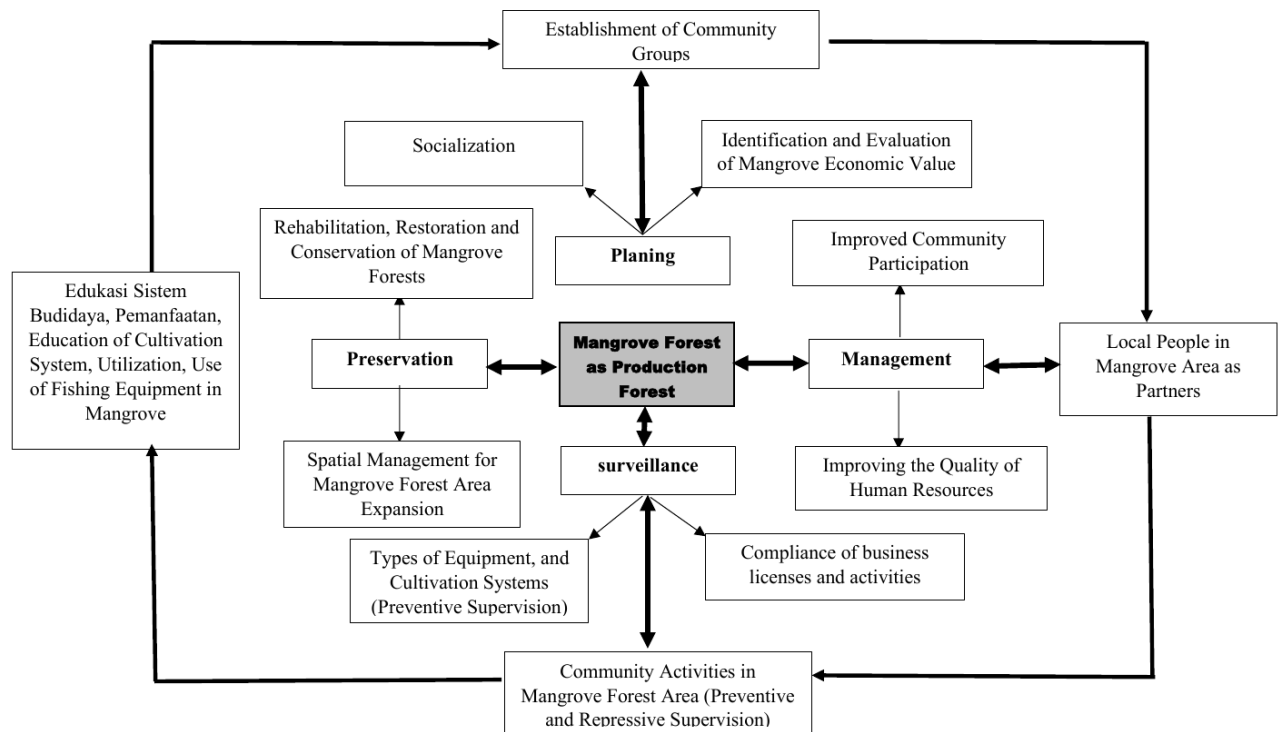 Establishment of Community
Groups
Socialization
Identification and Evaluation
of Mangrove Economic Value
Rehabilitation, Restoration and
Conservation of Mangrove
Forests
Planing
Improved Community
Participation
Edukasi Sistem
Budidaya, Pemanfaatan,
Education of Cultivation
System, Utilization, Use
of Fishing Equipment in
Mangrove
Preservation
Mangrove Forest
as Production
Forest
Management
Local People in
Mangrove Area as
Partners
Spatial Management for
Mangrove Forest Area
Expansion
surveillance
Improving the Quality of
Human Resources
Types of Equipment, and
Cultivation Systems
(Preventive Supervision)
Compliance of business
licenses and activities
Community Activities in
Mangrove Forest Area (Preventive
and Repressive Supervision)